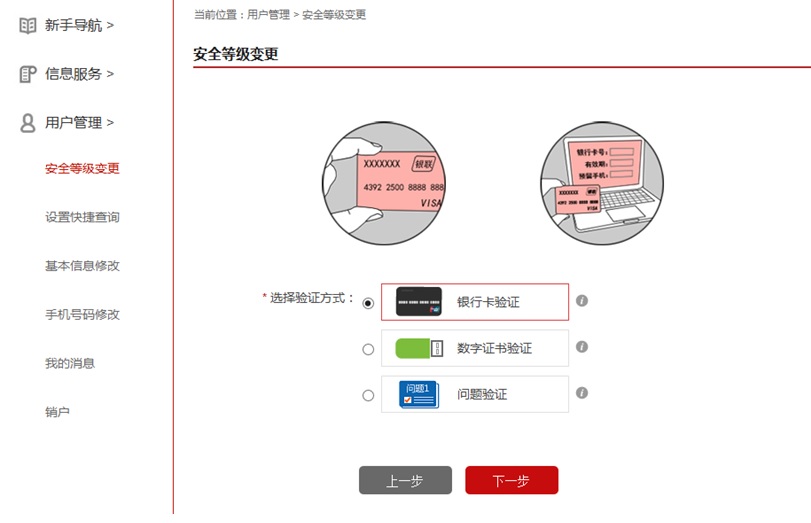 当前位置：用户管理 > 安全等级变更
新手导航 >
信息服务 >
用户管理 >
安全等级变更
设置快捷查询
基本信息修改
手机号码修改
我的消息
销户
安全等级变更
XXXXXXX 银联
4392 2500 8888 888
VISA
银行卡号：
有效期：
预留手机：
XXXXXXX
4392 2500 8888 888
VISA
* 选择验证方式：
银行卡验证
数字证书验证
问题1
问题验证
上一步
下一步